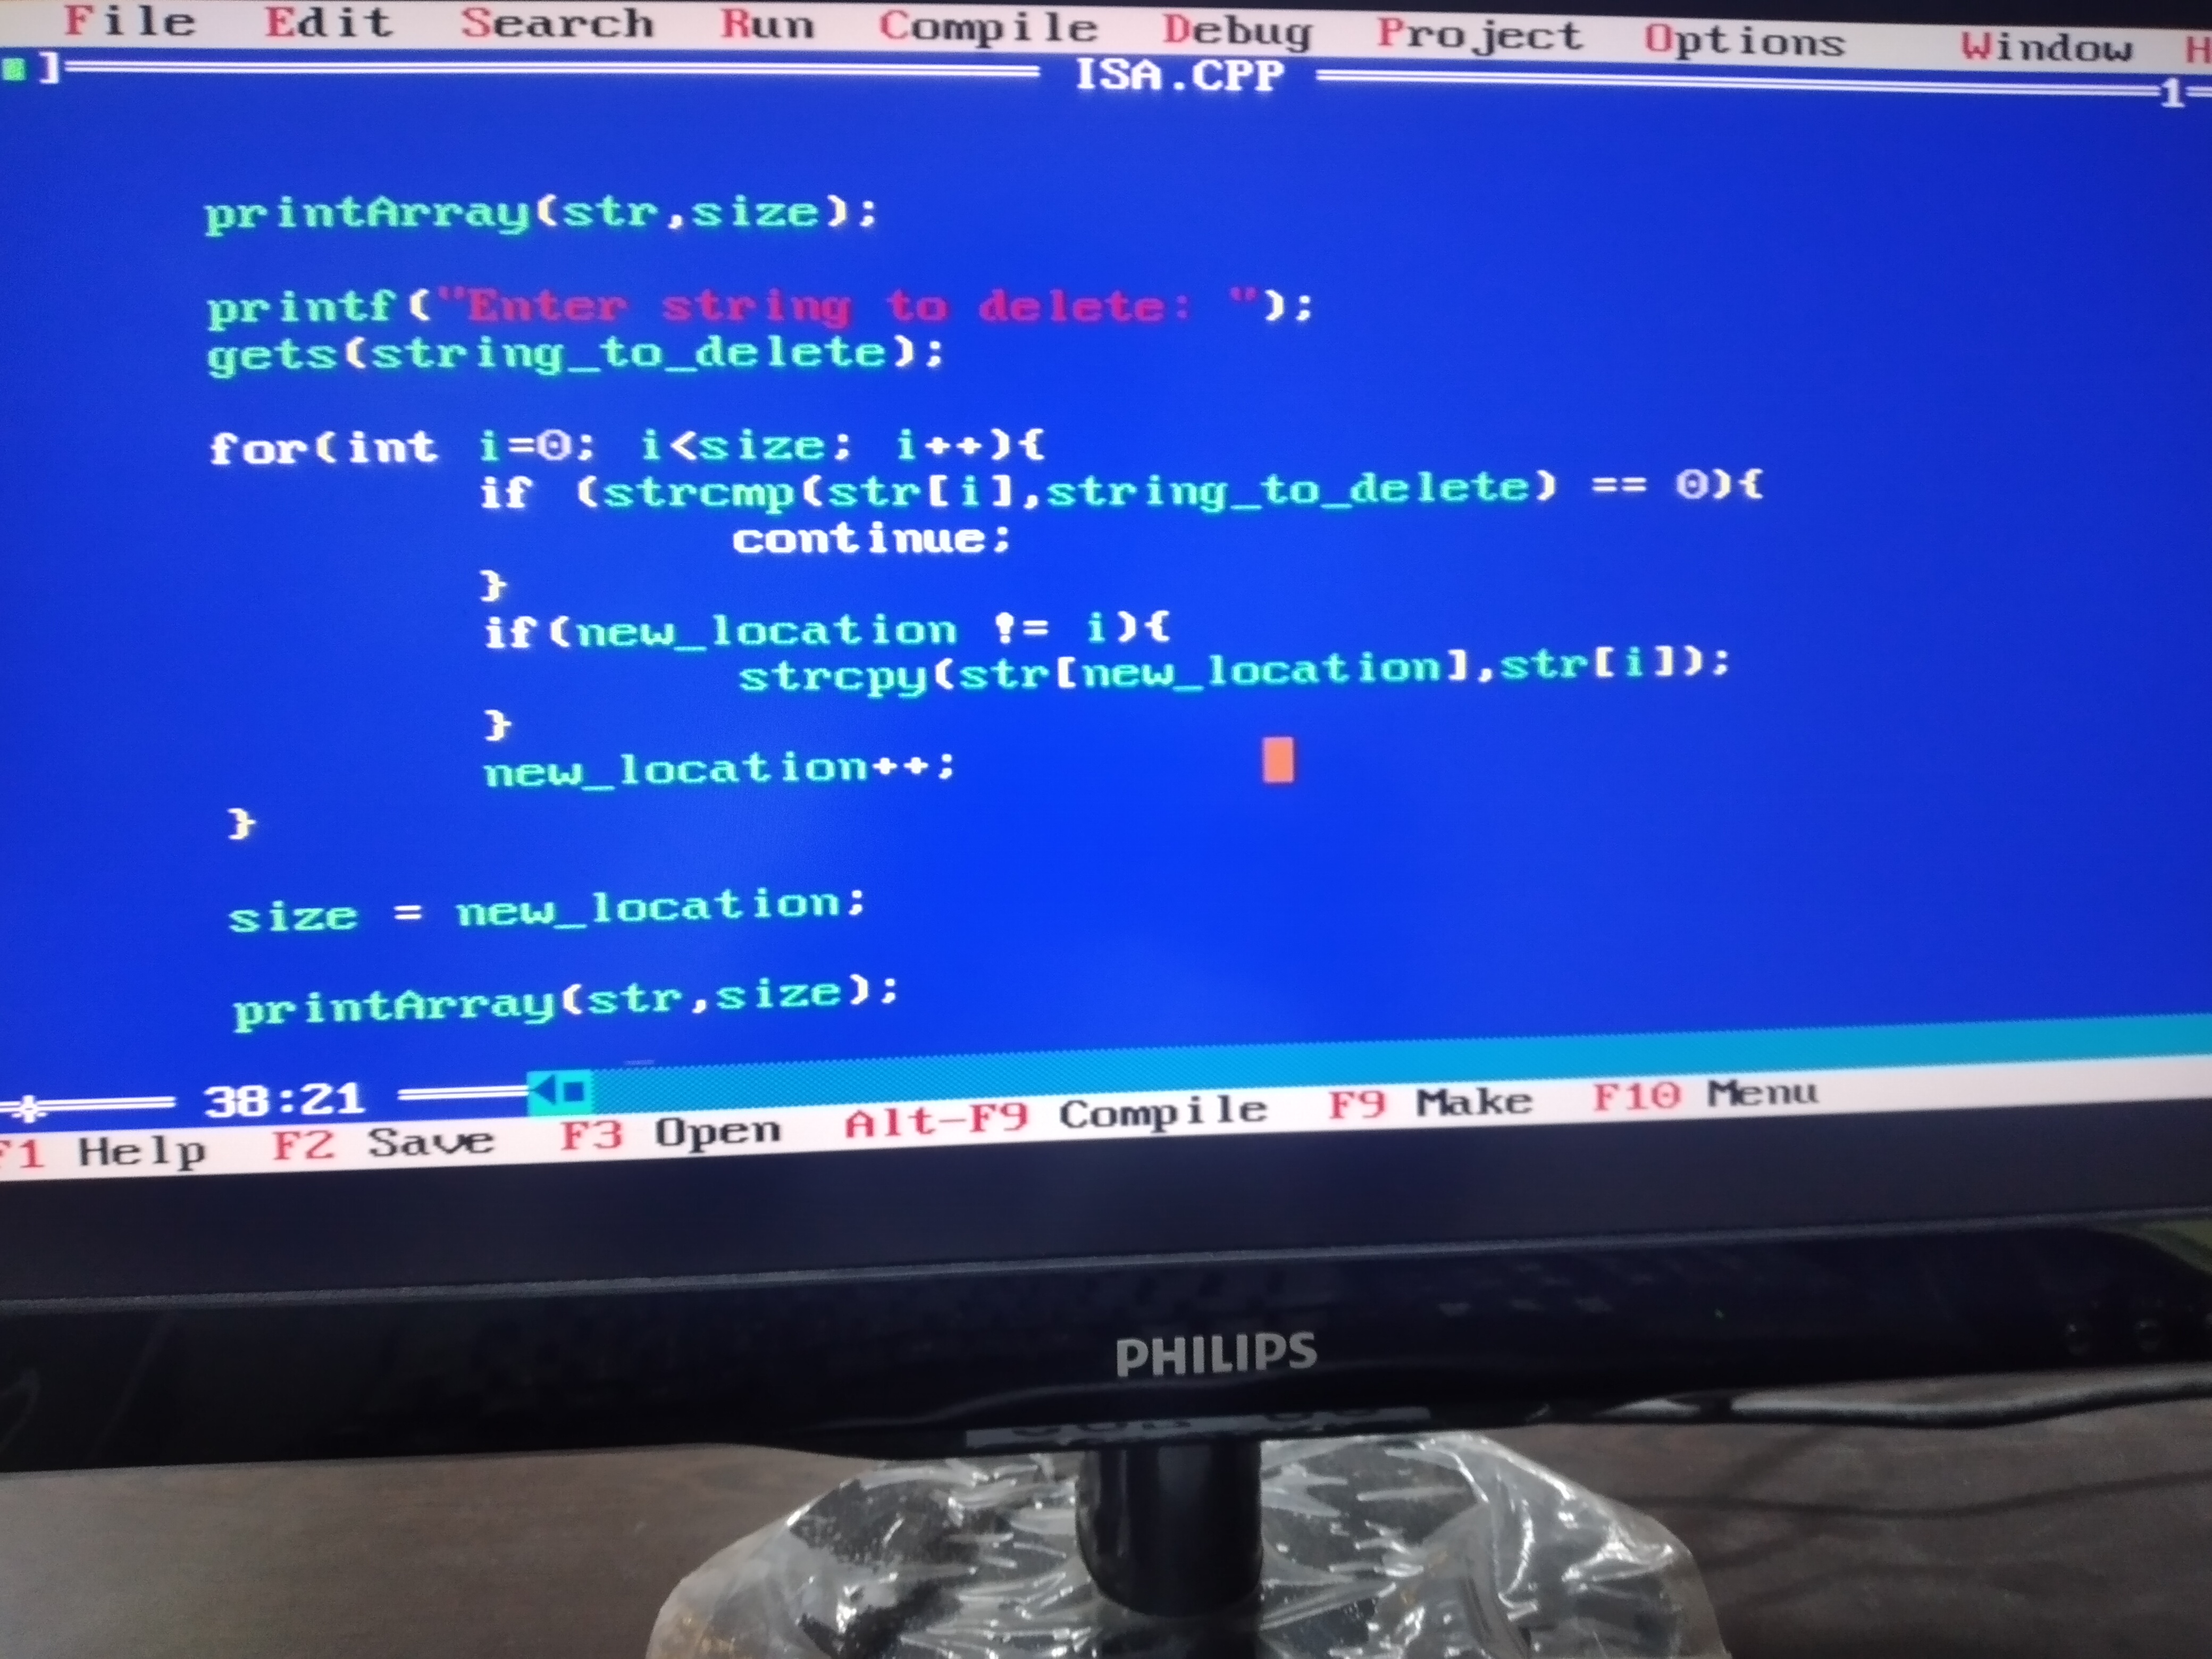 File Edit Search Run Compile Debug Project Options Window H
] ISA.CPP 1
printArray(str,size);
printf("Enter string to delete: ");
gets(string_to_delete);
for(int i=0; i<size; i++){
if (strcmp(str[i],string_to_delete) == 0){
continue;
}
if(new_location != i){
strcpy(str[new_location],str[i]);
}
new_location++;
}
size = new_location;
printArray(str,size);
38:21
F1 Help F2 Save F3 Open Alt-F9 Compile F9 Make F10 Menu
PHILIPS